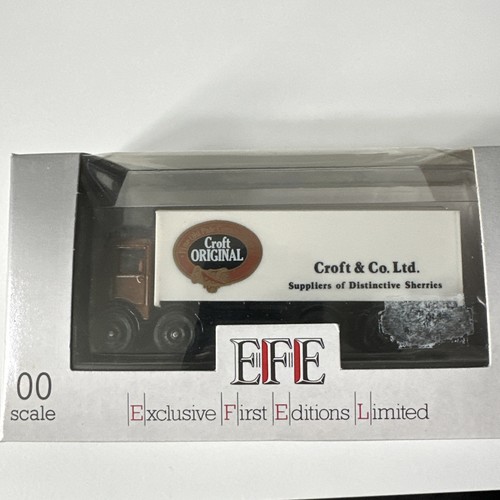 Croft
ORIGINAL
Croft & Co. Ltd.
Suppliers of Distinctive Sherries
EFE
00
scale
Exclusive First Editions Limited